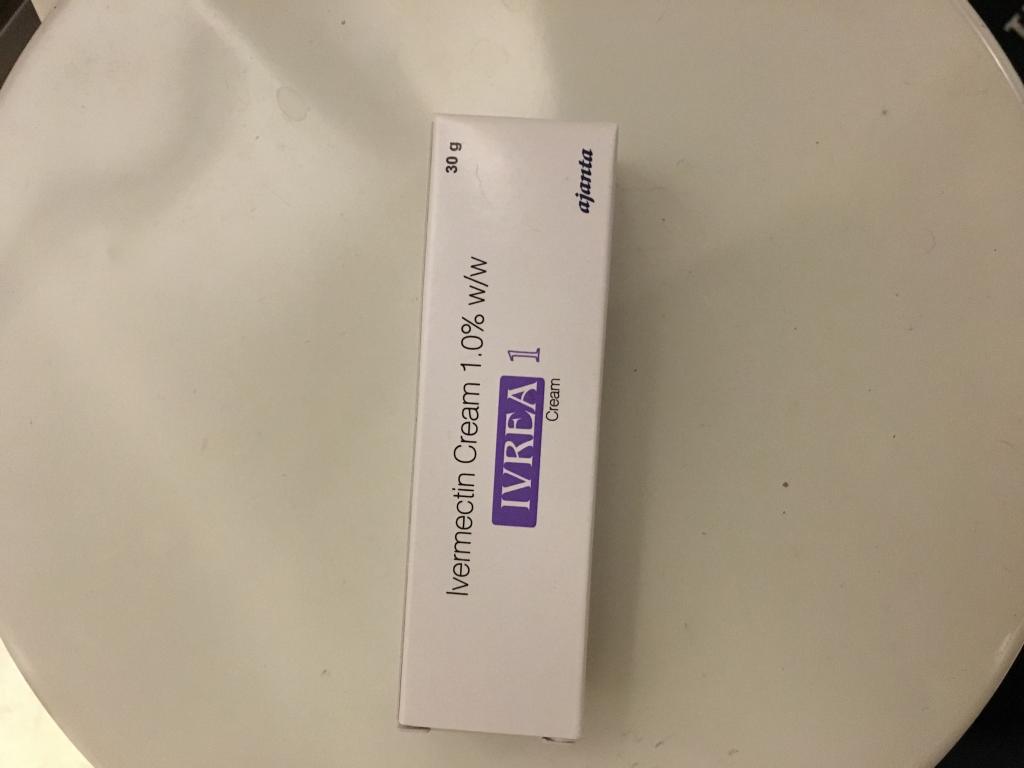 30 g
Ivermectin Cream 1.0% w/w
IVREA 1
Cream
ajanta